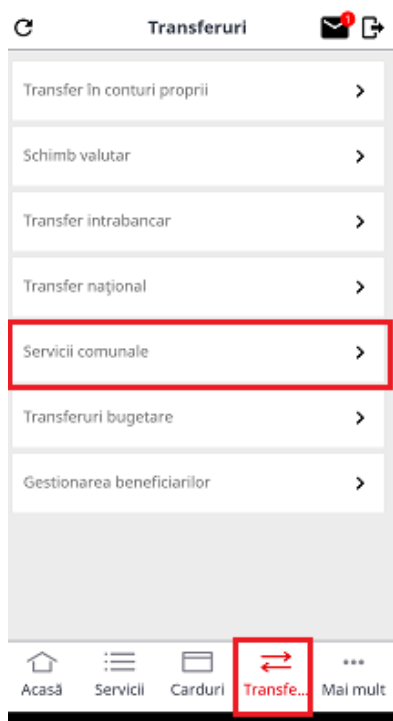 Transferuri
1
Transfer în conturi proprii
Schimb valutar
Transfer intrabancar
Transfer naţional
Servicii comunale
Transferuri bugetare
Gestionarea beneficiarilor
Acasă Servicii Carduri Transfe... Mai mult